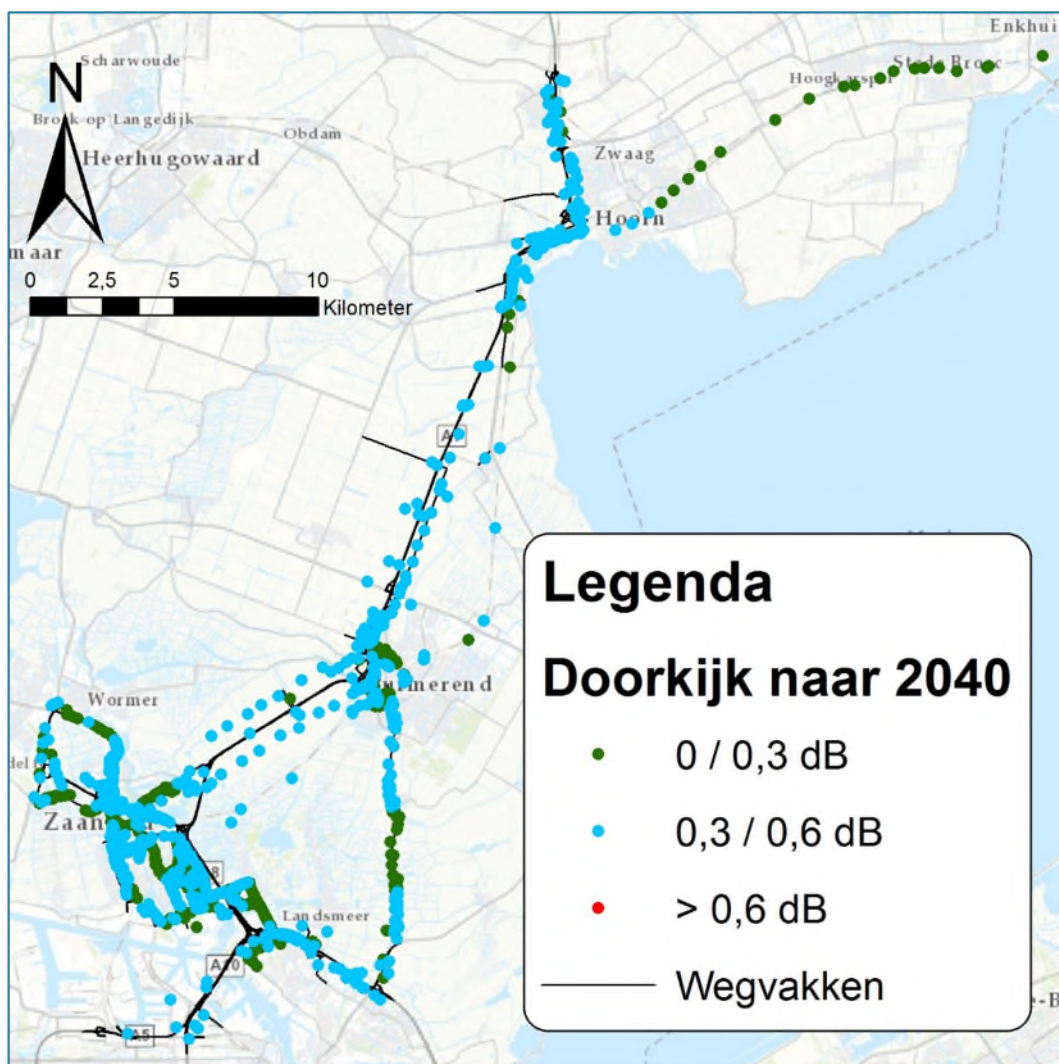 Enkhui
Scharwoude
Stede Broec
Hoogkarspel
N
Broek op Langedijk
Obdam
Zwaag
Heerhugowaard
Hoorn
maar
0 2,5 5 10
Kilometer
Legenda
Doorkijk naar 2040
0 / 0,3 dB
0,3 / 0,6 dB
> 0,6 dB
Wegvakken
Wormer
Landsmeer
A10
A5